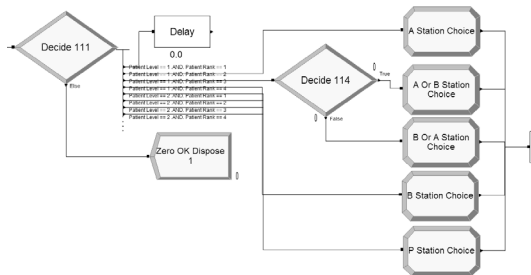 Decide 111
Delay
0.0
Patient Level == 1 .AND. Patient Rank == 1
Patient Level == 1 .AND. Patient Rank == 2
Patient Level == 1 .AND. Patient Rank == 3
Patient Level == 1 .AND. Patient Rank == 4
Patient Level == 2 .AND. Patient Rank == 1
Patient Level == 2 .AND. Patient Rank == 2
Patient Level == 2 .AND. Patient Rank == 3
Patient Level == 2 .AND. Patient Rank == 4
Else
Zero OK Dispose
1
0
Decide 114
0
True
0
False
A Station Choice
A Or B Station
Choice
B Or A Station
Choice
B Station Choice
P Station Choice